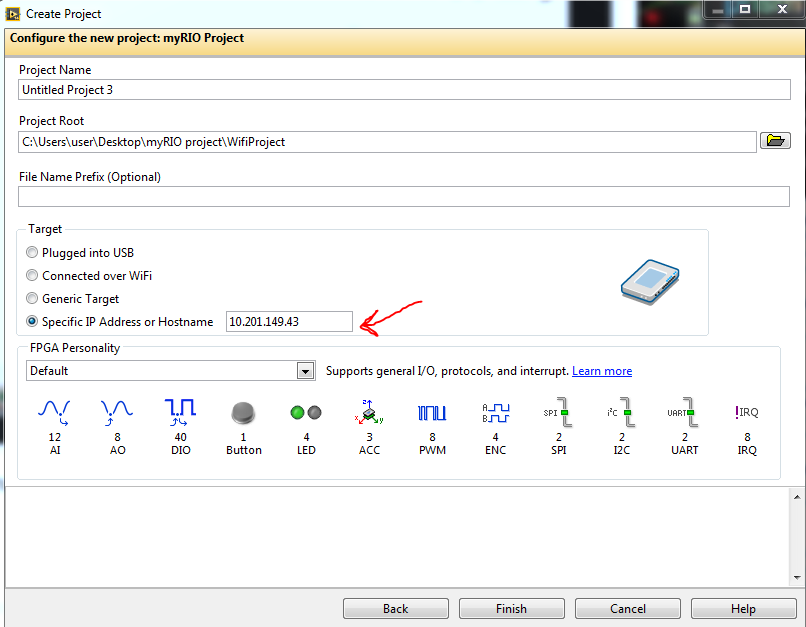 Create Project
Configure the new project: myRIO Project
Project Name
Untitled Project 3
Project Root
C:\Users\user\Desktop\myRIO project\WifiProject
File Name Prefix (Optional)
Target
Plugged into USB
Connected over WiFi
Generic Target
Specific IP Address or Hostname 10.201.149.43
FPGA Personality
Default Supports general I/O, protocols, and interrupt. Learn more
z x y A B SPI I²C UART !IRQ
12 8 40 1 4 3 8 4 2 2 2 8
AI AO DIO Button LED ACC PWM ENC SPI I2C UART IRQ
Back Finish Cancel Help